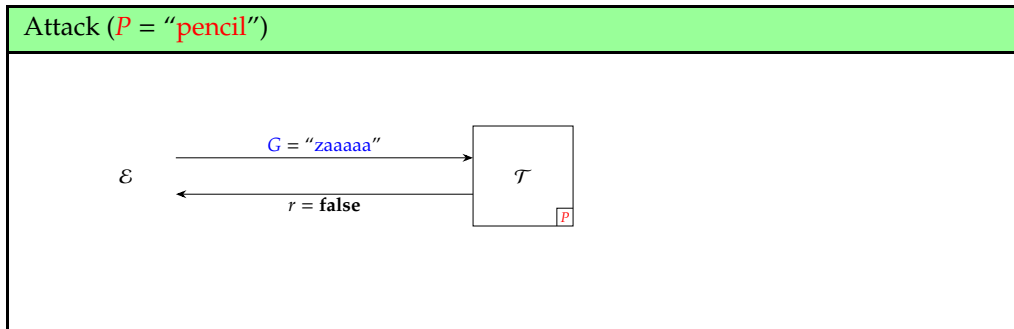 Attack (P = “pencil”)
G = “zaaaaa”
ℰ
𝒯
r = false
P